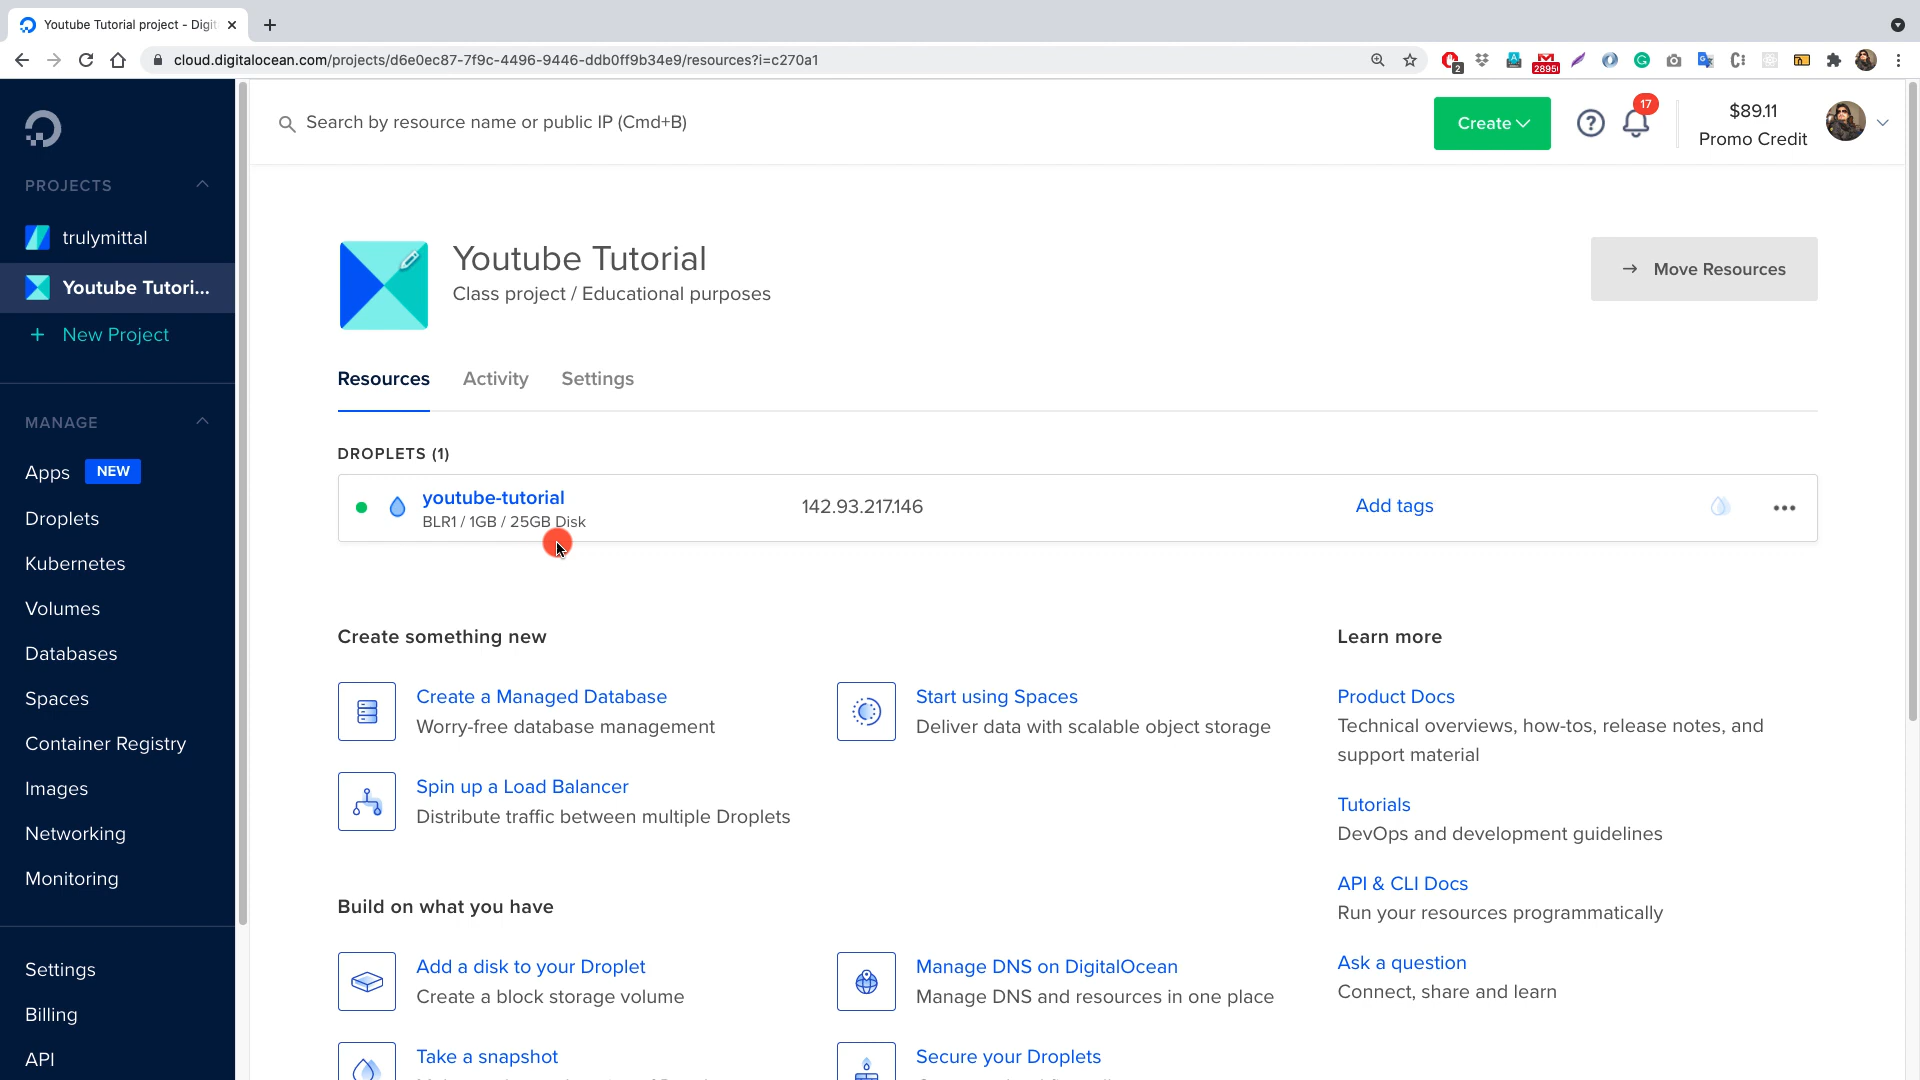 Youtube Tutorial project - Digit
cloud.digitalocean.com/projects/d6e0ec87-7f9c-4496-9446-ddb0ff9b34e9/resources?i=c270a1
2
2895
Search by resource name or public IP (Cmd+B)
Create
17
$89.11
Promo Credit
PROJECTS
trulymittal
Youtube Tutori...
+ New Project
MANAGE
Apps NEW
Droplets
Kubernetes
Volumes
Databases
Spaces
Container Registry
Images
Networking
Monitoring
Settings
Billing
API
Youtube Tutorial
Class project / Educational purposes
→ Move Resources
Resources Activity Settings
DROPLETS (1)
youtube-tutorial
BLR1 / 1GB / 25GB Disk
142.93.217.146
Add tags
Create something new
Create a Managed Database
Worry-free database management
Start using Spaces
Deliver data with scalable object storage
Spin up a Load Balancer
Distribute traffic between multiple Droplets
Learn more
Product Docs
Technical overviews, how-tos, release notes, and
support material
Tutorials
DevOps and development guidelines
API & CLI Docs
Run your resources programmatically
Ask a question
Connect, share and learn
Build on what you have
Add a disk to your Droplet
Create a block storage volume
Manage DNS on DigitalOcean
Manage DNS and resources in one place
Take a snapshot
Secure your Droplets